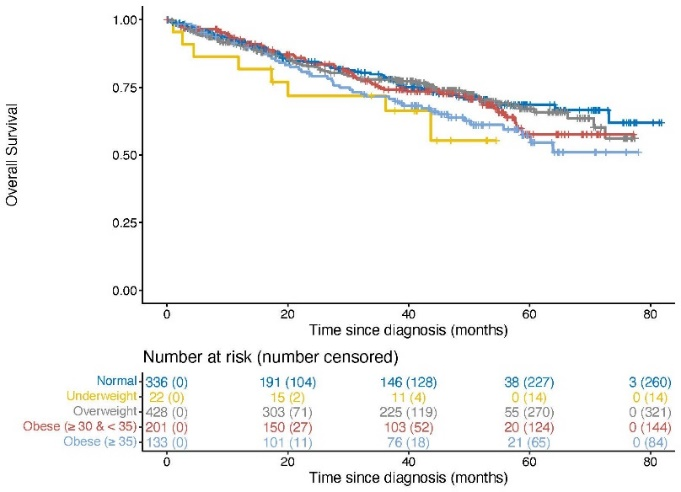 1.00
0.75
0.50
0.25
0.00
Overall Survival
0 20 40 60 80
Time since diagnosis (months)
Number at risk (number censored)
Normal 336 (0) 191 (104) 146 (128) 38 (227) 3 (260)
Underweight 22 (0) 15 (2) 11 (4) 0 (14) 0 (14)
Overweight 428 (0) 303 (71) 225 (119) 55 (270) 0 (321)
Obese (≥ 30 & < 35) 201 (0) 150 (27) 103 (52) 20 (124) 0 (144)
Obese (≥ 35) 133 (0) 101 (11) 76 (18) 21 (65) 0 (84)
0 20 40 60 80
Time since diagnosis (months)